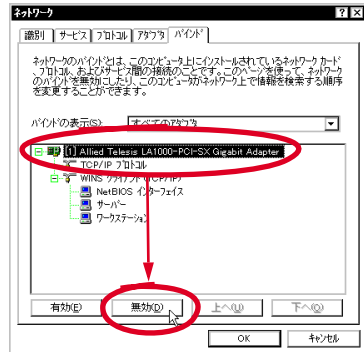 ネットワーク
識別 サービス プロトコル アダプタ バインド
ネットワークのバインドとは、このコンピュータ上にインストールされているネットワーク カード
、プロトコル、およびサービス間の接続のことです。このページを使って、ネットワーク
のバインドを無効にしたり、このコンピュータがネットワーク上で情報を検索する順序
を変更することができます。
バインドの表示(S) すべてのアダプタ
[1] Allied Telesis LA1000-PCI-SX Gigabit Adapter
TCP/IP プロトコル
WINS クライアント(TCP/IP)
NetBIOS インターフェイス
サーバー
ワークステーション
有効(E) 無効(D) 上へ(U) 下へ(O)
OK キャンセル